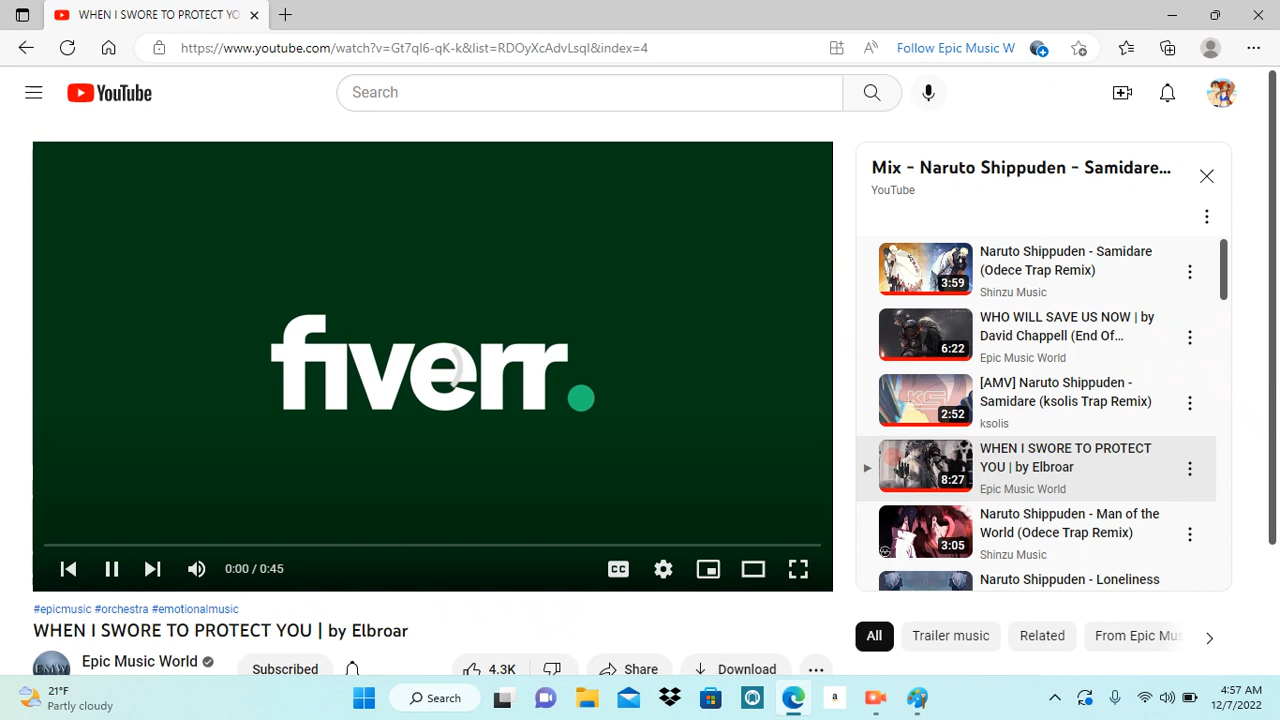 WHEN I SWORE TO PROTECT YO
https://www.youtube.com/watch?v=Gt7ql6-qK-k&list=RDOyXcAdvLsqI&index=4
Follow Epic Music W
YouTube
Search
fiverr.
0:00 / 0:45
CC
#epicmusic #orchestra #emotionalmusic
WHEN I SWORE TO PROTECT YOU | by Elbroar
EMW
Epic Music World
Subscribed
4.3K
Share
Download
Mix - Naruto Shippuden - Samidare...
YouTube
3:59
Naruto Shippuden - Samidare
(Odece Trap Remix)
Shinzu Music
6:22
WHO WILL SAVE US NOW | by
David Chappell (End Of...
Epic Music World
2:52
[AMV] Naruto Shippuden -
Samidare (ksolis Trap Remix)
ksolis
8:27
WHEN I SWORE TO PROTECT
YOU | by Elbroar
Epic Music World
3:05
Naruto Shippuden - Man of the
World (Odece Trap Remix)
Shinzu Music
Naruto Shippuden - Loneliness
All
Trailer music
Related
From Epic Mus
21°F
Partly cloudy
Search
a
4:57 AM
12/7/2022